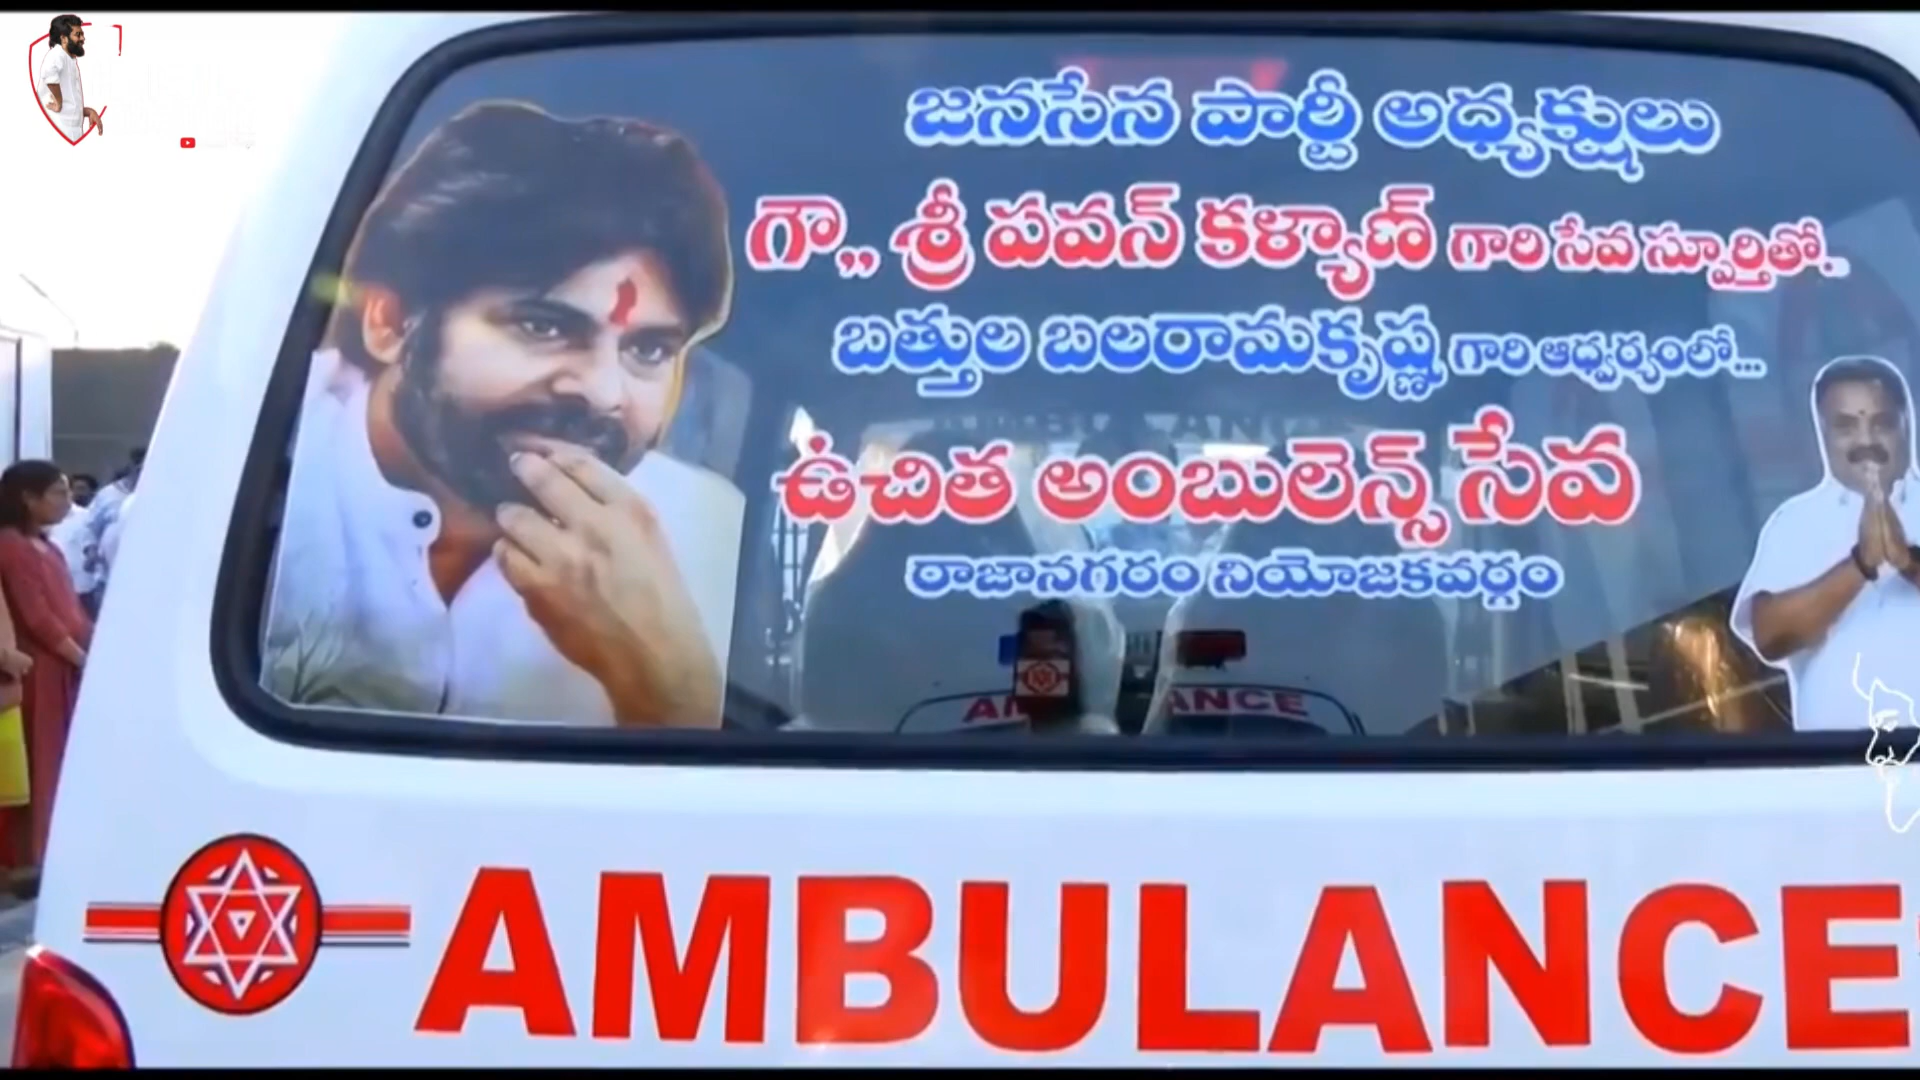 జనసేన పార్టీ అధ్యక్షులు
గౌ,, శ్రీ పవన్ కళ్యాణ్ గారి సేవ స్ఫూర్తితో..
బత్తుల బలరామకృష్ణ గారి ఆధ్వర్యంలో...
ఉచిత అంబులెన్స్ సేవ
రాజానగరం నియోజకవర్గం
AMBULANCE